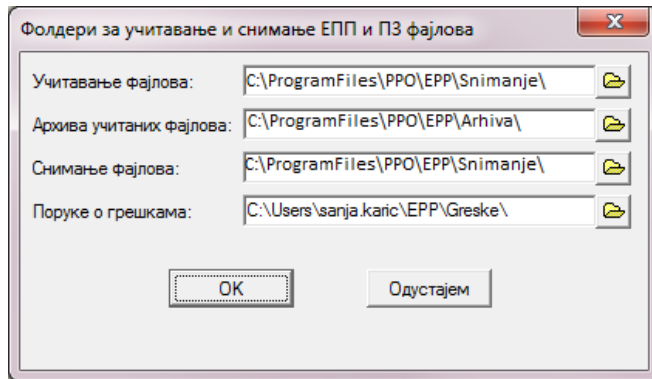 Фолдери за учитавање и снимање ЕПП и ПЗ фајлова
Учитавање фајлова: C:\ProgramFiles\PPO\EPP\Snimanje\
Архива учитаних фајлова: C:\ProgramFiles\PPO\EPP\Arhiva\
Снимање фајлова: C:\ProgramFiles\PPO\EPP\Snimanje\
Поруке о грешкама: C:\Users\sanja.karic\EPP\Greske\
OK Одустајем